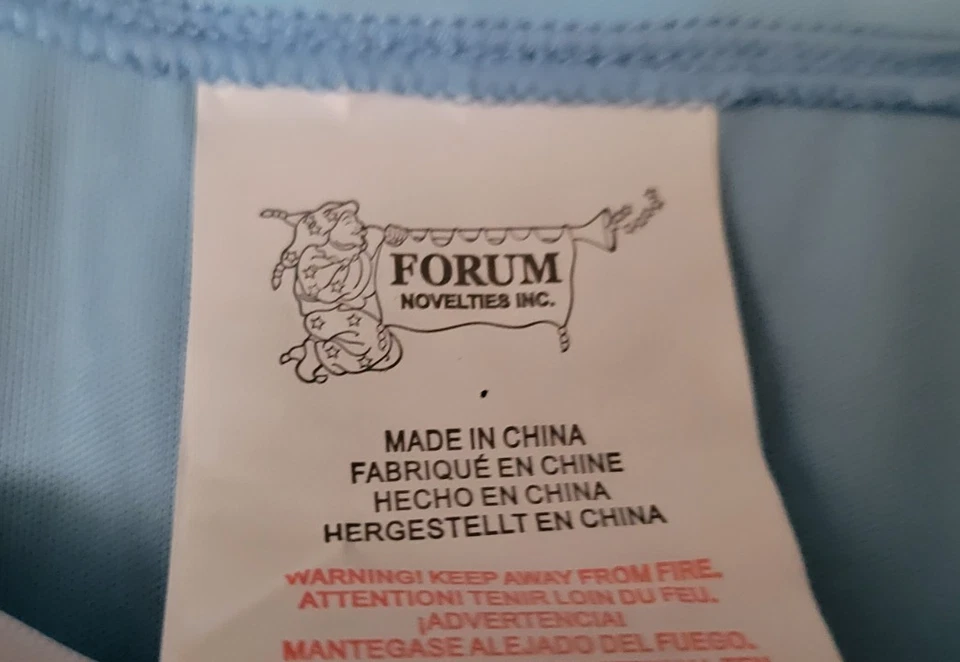 FORUM
NOVELTIES INC.
MADE IN CHINA
FABRIQUÉ EN CHINE
HECHO EN CHINA
HERGESTELLT EN CHINA
WARNING! KEEP AWAY FROM FIRE.
ATTENTION! TENIR LOIN DU FEU.
¡ADVERTENCIA!
MANTEGASE ALEJADO DEL FUEGO.